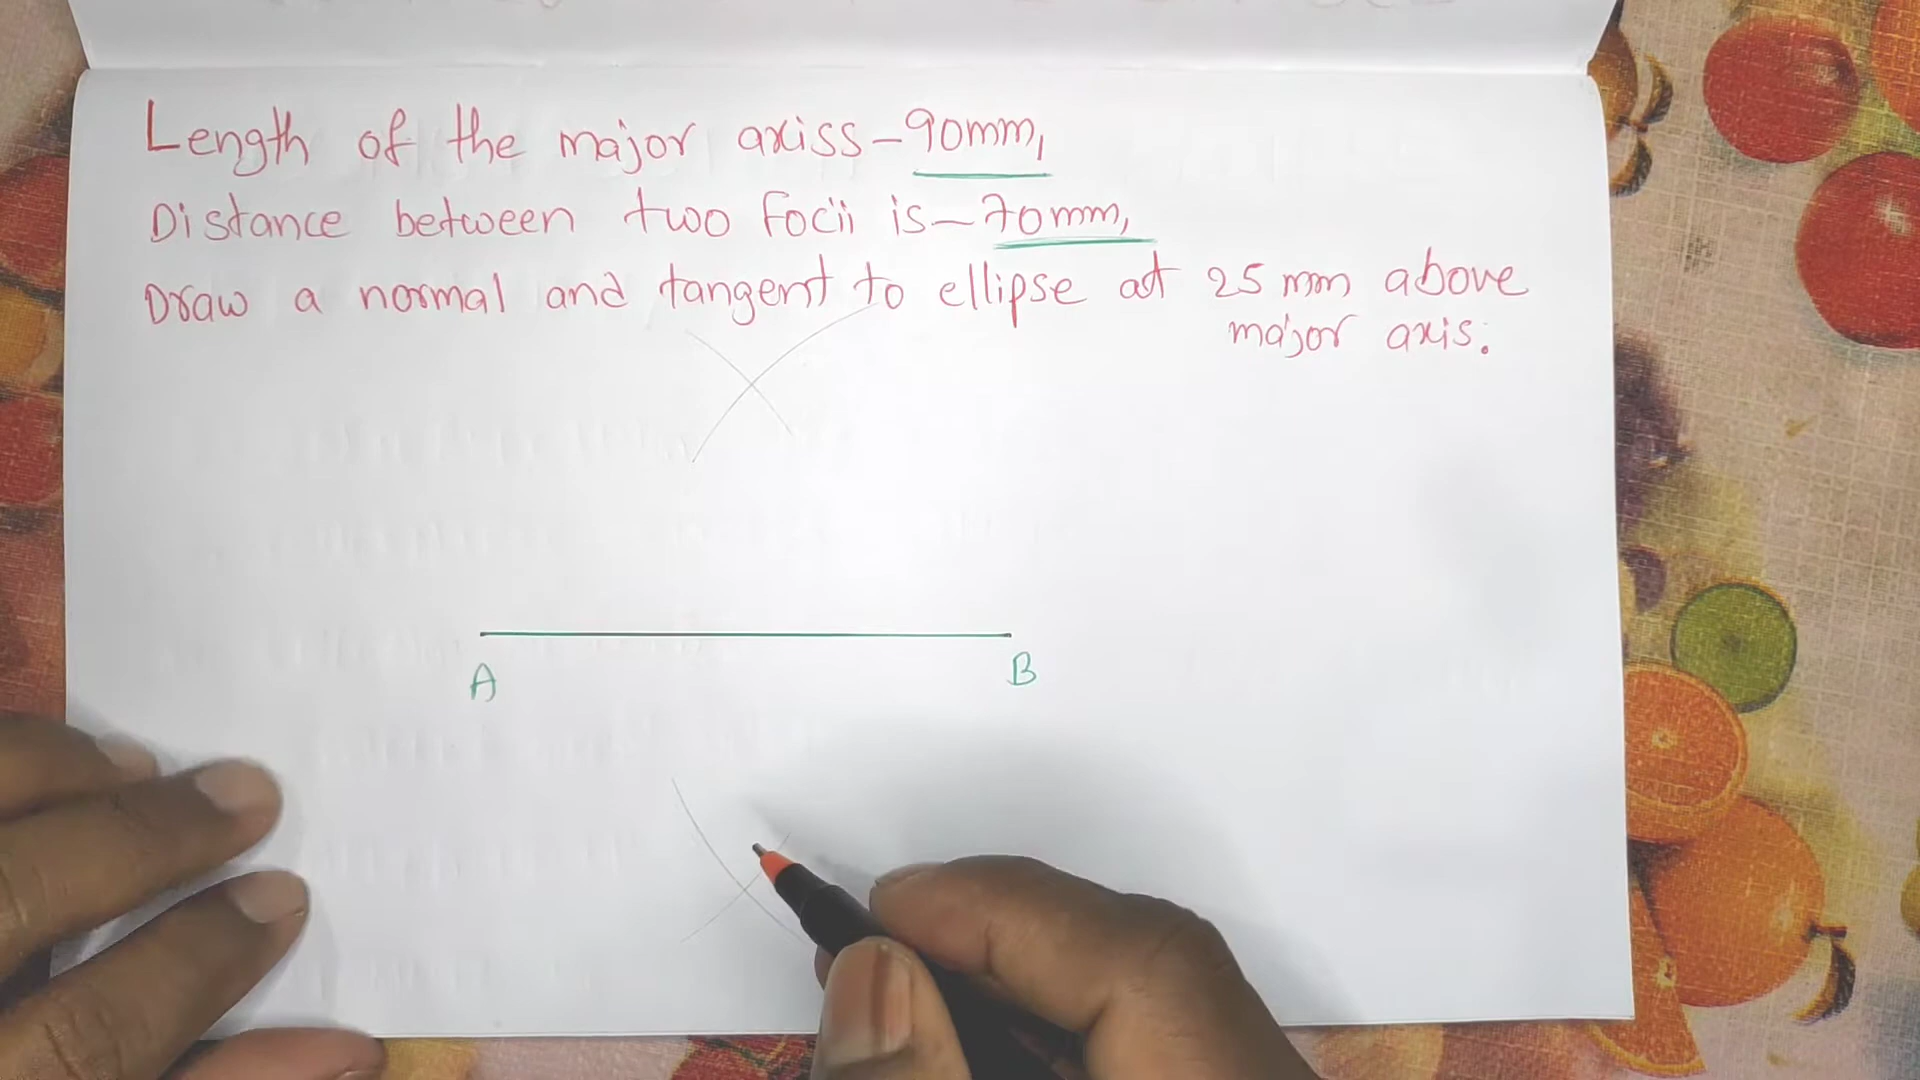 Length of the major axiss-90mm,
Distance between two Focii is-70mm,
Draw a normal and tangent to ellipse at 25 mm above
major axis.
A
B